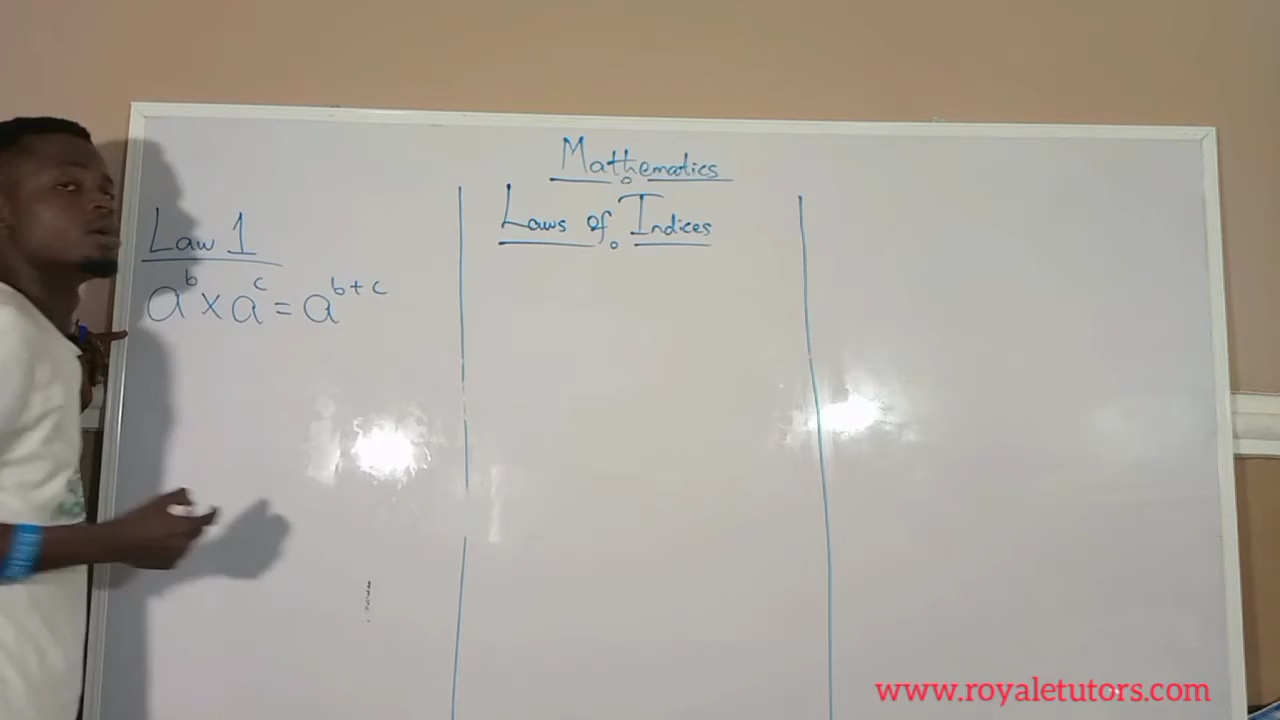 Mathematics
Laws of Indices
Law 1
a^b × a^c = a^{b+c}
www.royaletutors.com